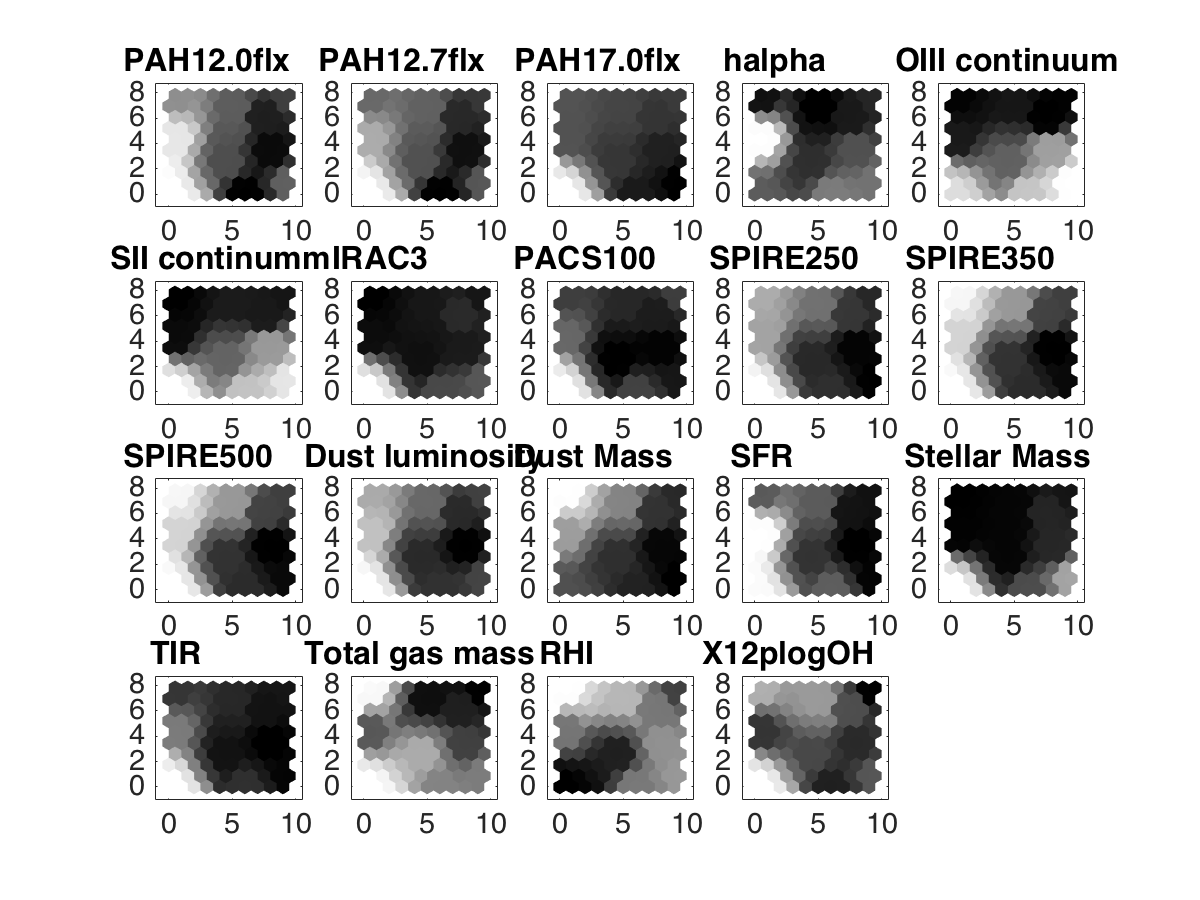 PAH12.0flx PAH12.7flx PAH17.0flx halpha OIII continuum
8 8 8 8 8
6 6 6 6 6
4 4 4 4 4
2 2 2 2 2
0 0 0 0 0
0 5 10 0 5 10 0 5 10 0 5 10 0 5 10
SII continumm IRAC3 PACS100 SPIRE250 SPIRE350
8 8 8 8 8
6 6 6 6 6
4 4 4 4 4
2 2 2 2 2
0 0 0 0 0
0 5 10 0 5 10 0 5 10 0 5 10 0 5 10
SPIRE500 Dust luminosity Dust Mass SFR Stellar Mass
8 8 8 8 8
6 6 6 6 6
4 4 4 4 4
2 2 2 2 2
0 0 0 0 0
0 5 10 0 5 10 0 5 10 0 5 10 0 5 10
TIR Total gas mass RHI X12plogOH
8 8 8 8
6 6 6 6
4 4 4 4
2 2 2 2
0 0 0 0
0 5 10 0 5 10 0 5 10 0 5 10